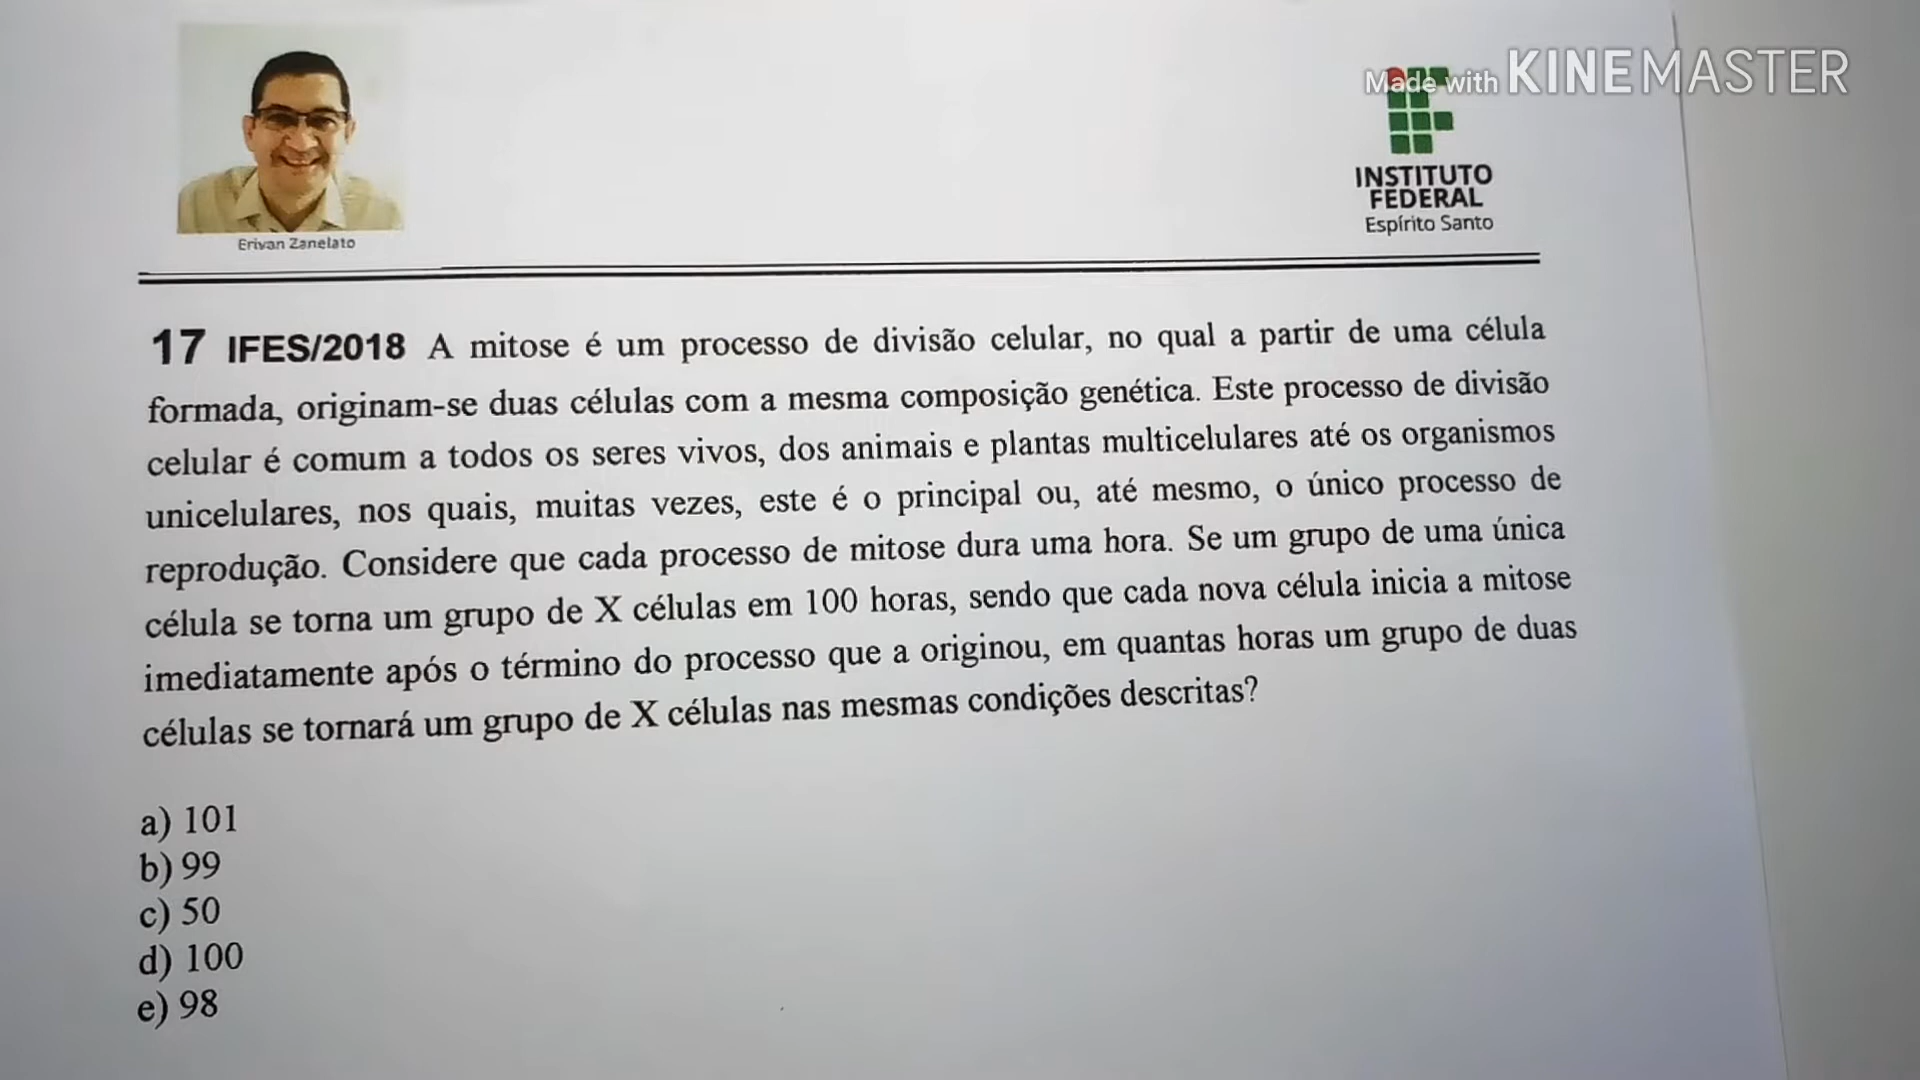 Made with KINEMASTER
INSTITUTO
FEDERAL
Espírito Santo
Erivan Zanelato
17 IFES/2018 A mitose é um processo de divisão celular, no qual a partir de uma célula
formada, originam-se duas células com a mesma composição genética. Este processo de divisão
celular é comum a todos os seres vivos, dos animais e plantas multicelulares até os organismos
unicelulares, nos quais, muitas vezes, este é o principal ou, até mesmo, o único processo de
reprodução. Considere que cada processo de mitose dura uma hora. Se um grupo de uma única
célula se torna um grupo de X células em 100 horas, sendo que cada nova célula inicia a mitose
imediatamente após o término do processo que a originou, em quantas horas um grupo de duas
células se tornará um grupo de X células nas mesmas condições descritas?
a) 101
b) 99
c) 50
d) 100
e) 98